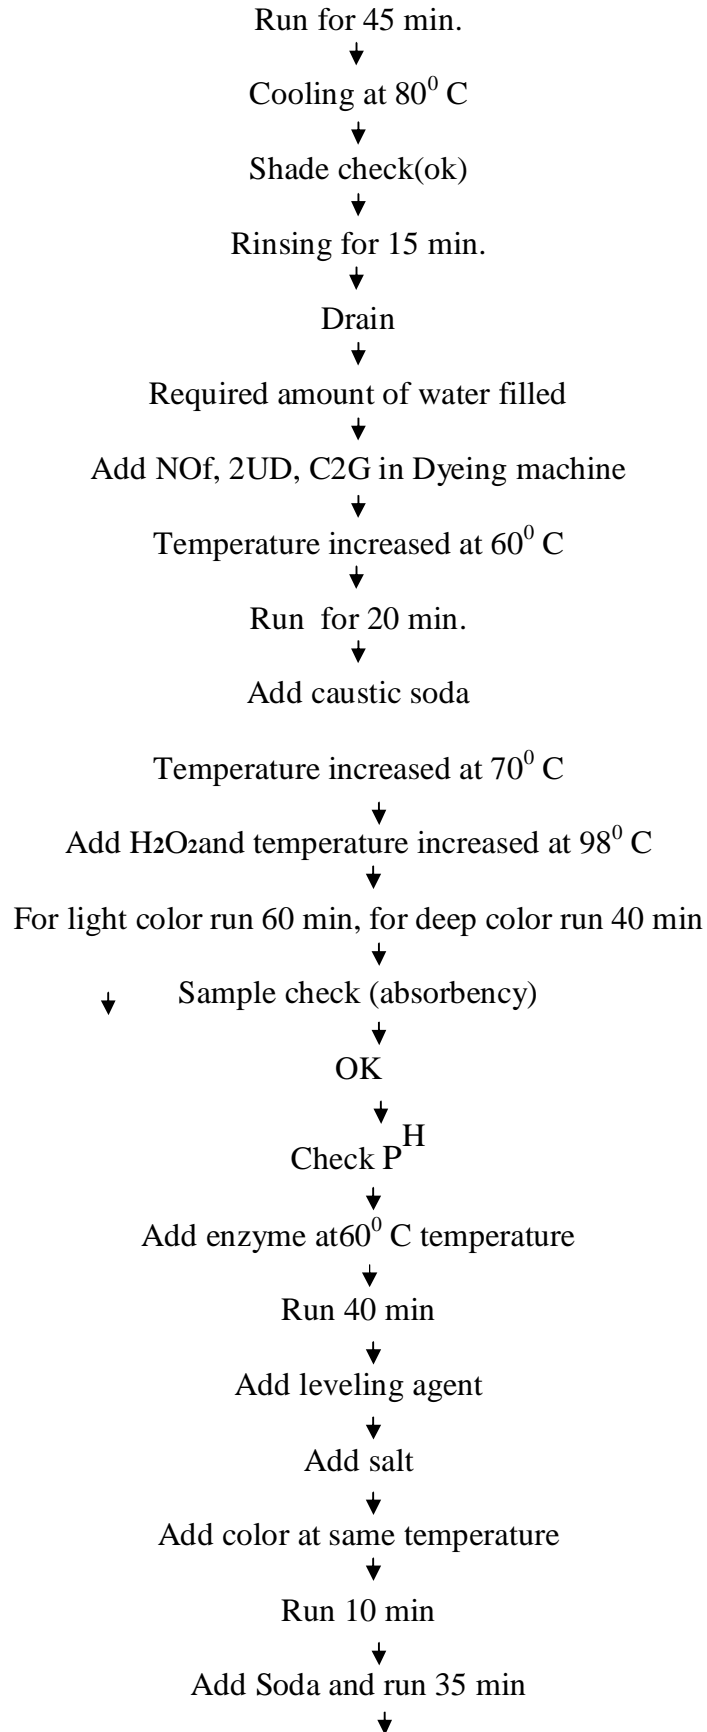 Run for 45 min.
Cooling at 80⁰ C
Shade check(ok)
Rinsing for 15 min.
Drain
Required amount of water filled
Add NOf, 2UD, C2G in Dyeing machine
Temperature increased at 60⁰ C
Run for 20 min.
Add caustic soda
Temperature increased at 70⁰ C
Add H₂O₂and temperature increased at 98⁰ C
For light color run 60 min, for deep color run 40 min
Sample check (absorbency)
OK
Check Pᴴ
Add enzyme at60⁰ C temperature
Run 40 min
Add leveling agent
Add salt
Add color at same temperature
Run 10 min
Add Soda and run 35 min